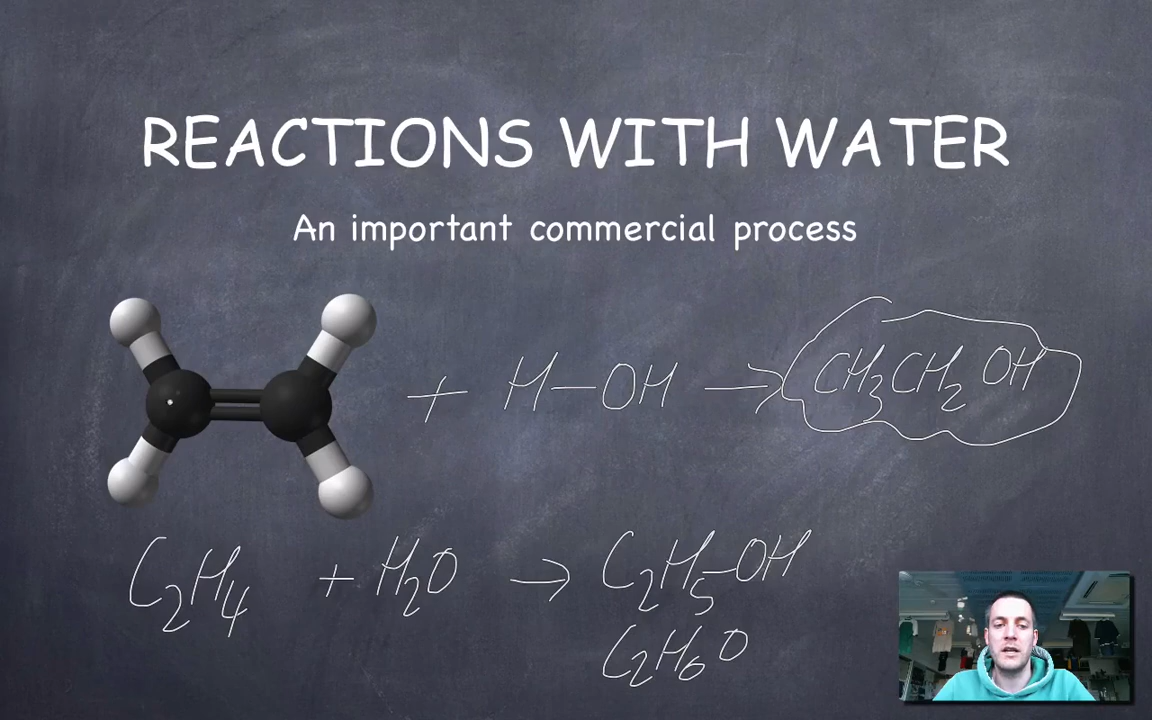 REACTIONS WITH WATER
An important commercial process
+ H—OH → CH₃CH₂OH
C₂H₄ + H₂O → C₂H₅—OH
C₂H₆O